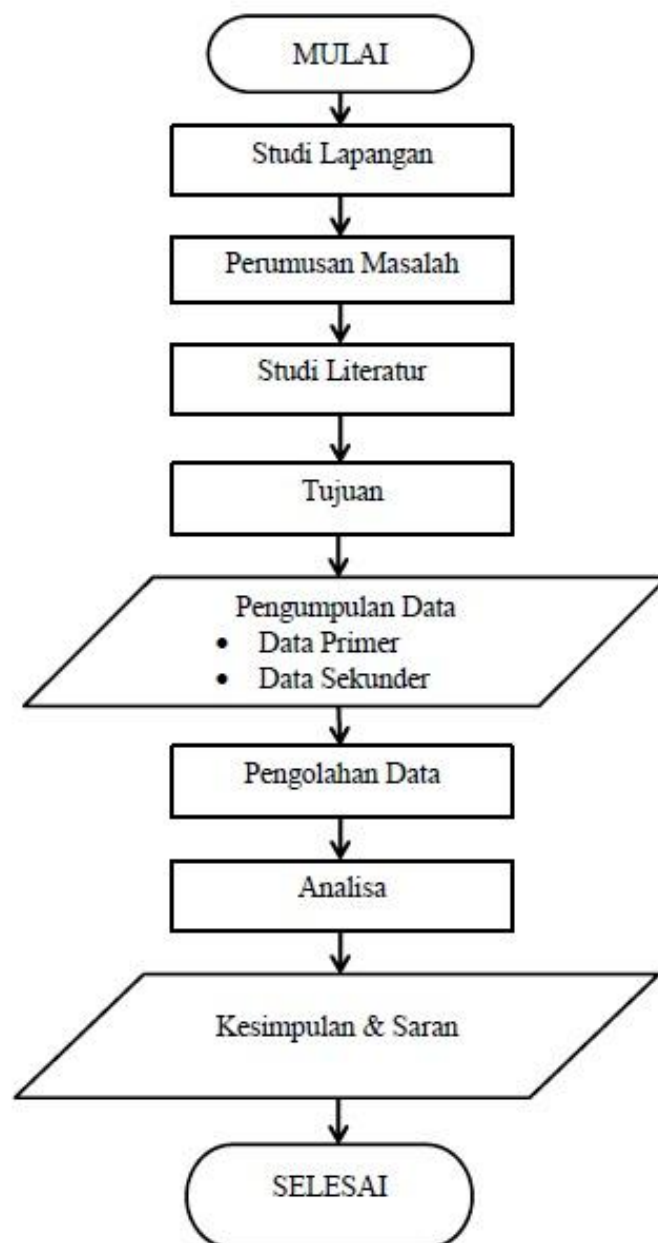 MULAI
Studi Lapangan
Perumusan Masalah
Studi Literatur
Tujuan
Pengumpulan Data
• Data Primer
• Data Sekunder
Pengolahan Data
Analisa
Kesimpulan & Saran
SELESAI